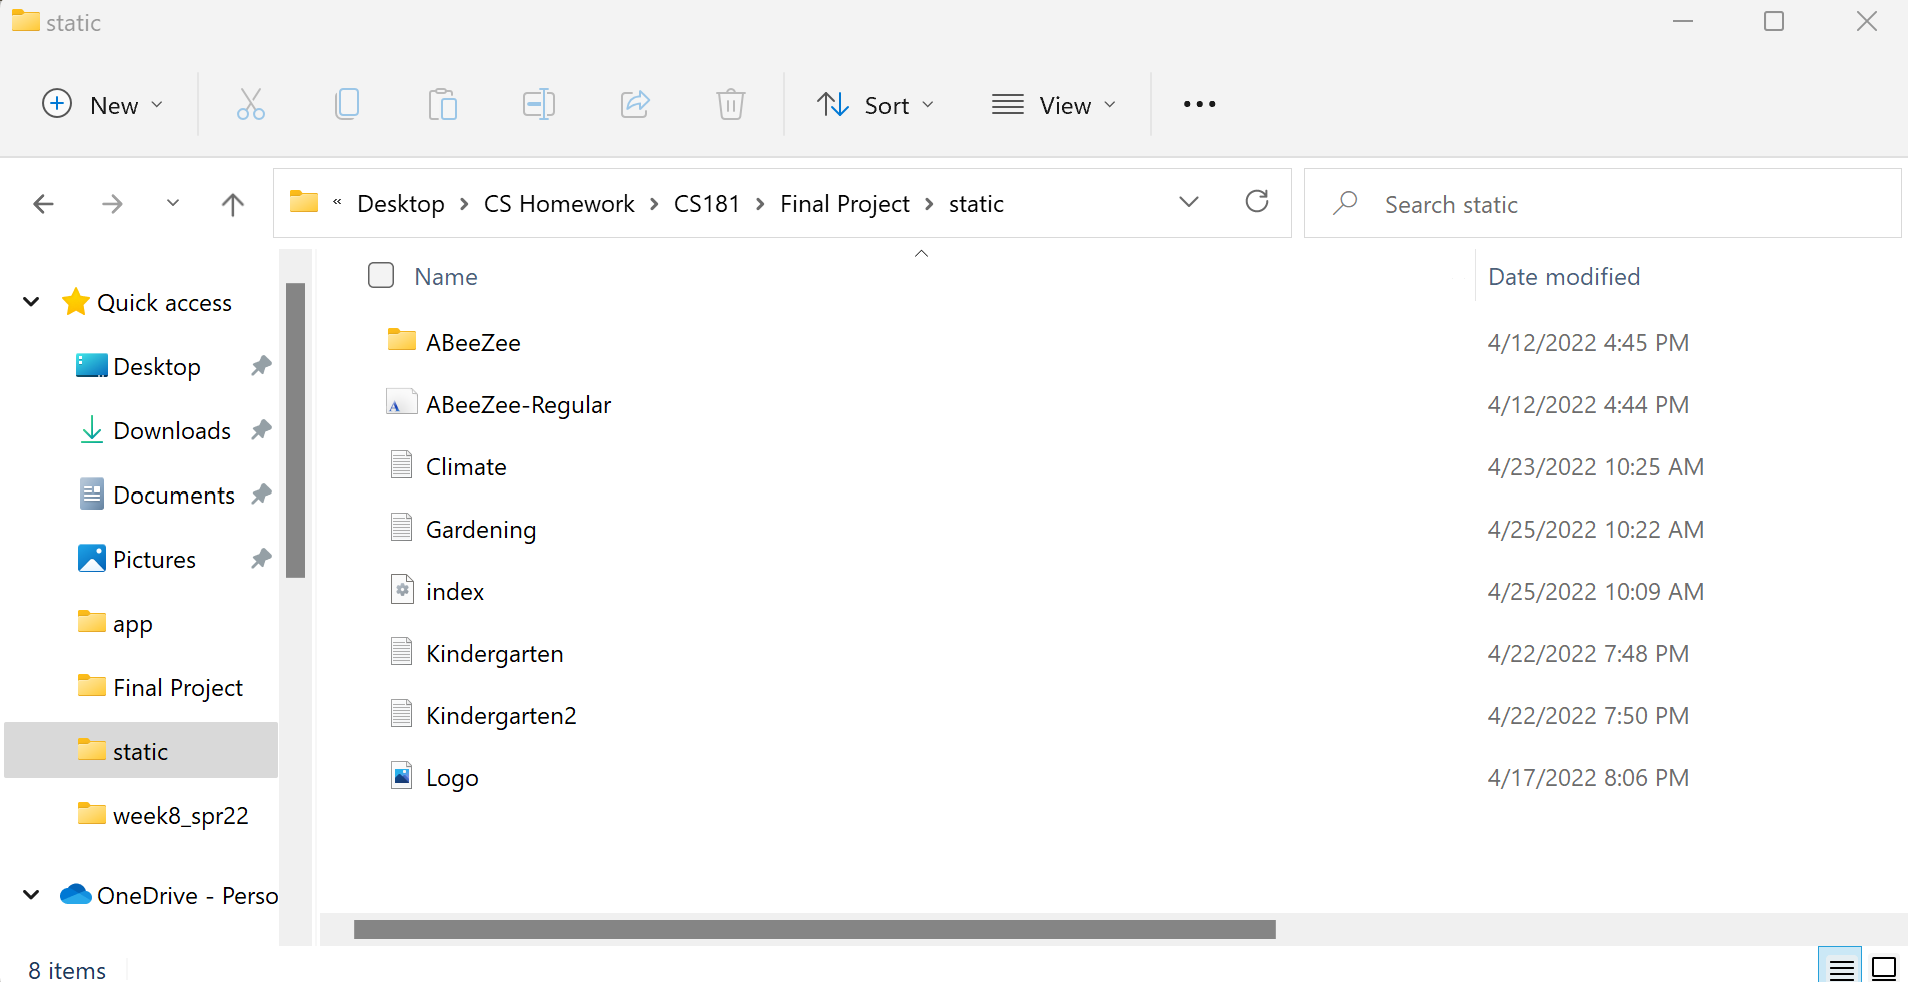 static
New
Sort
View
« Desktop > CS Homework > CS181 > Final Project > static
Search static
Name
Date modified
Quick access
Desktop
Downloads
Documents
Pictures
app
Final Project
static
week8_spr22
OneDrive - Perso
ABeeZee 4/12/2022 4:45 PM
ABeeZee-Regular 4/12/2022 4:44 PM
Climate 4/23/2022 10:25 AM
Gardening 4/25/2022 10:22 AM
index 4/25/2022 10:09 AM
Kindergarten 4/22/2022 7:48 PM
Kindergarten2 4/22/2022 7:50 PM
Logo 4/17/2022 8:06 PM
8 items